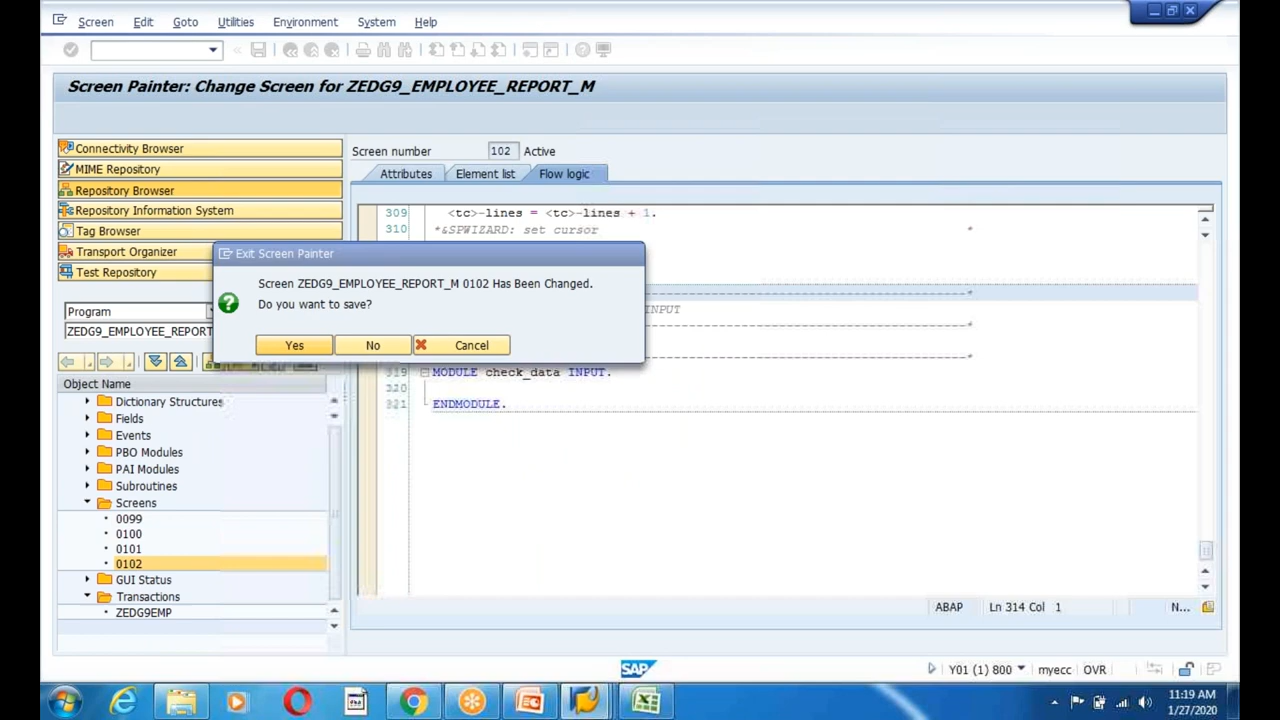 Screen Edit Goto Utilities Environment System Help
Screen Painter: Change Screen for ZEDG9_EMPLOYEE_REPORT_M
Connectivity Browser
MIME Repository
Repository Browser
Repository Information System
Tag Browser
Transport Organizer
Test Repository
Program
ZEDG9_EMPLOYEE_REPORT
Object Name
Dictionary Structures
Fields
Events
PBO Modules
PAI Modules
Subroutines
Screens
0099
0100
0101
0102
GUI Status
Transactions
ZEDG9EMP
Screen number 102 Active
Attributes Element list Flow logic
309 <tc>-lines = <tc>-lines + 1.
310 *&SPWIZARD: set cursor *
Exit Screen Painter
Screen ZEDG9_EMPLOYEE_REPORT_M 0102 Has Been Changed.
Do you want to save?
Yes No Cancel
INPUT
319 MODULE check_data INPUT.
320
321 ENDMODULE.
ABAP Ln 314 Col 1 N...
SAP Y01 (1) 800 myecc OVR
11:19 AM
1/27/2020